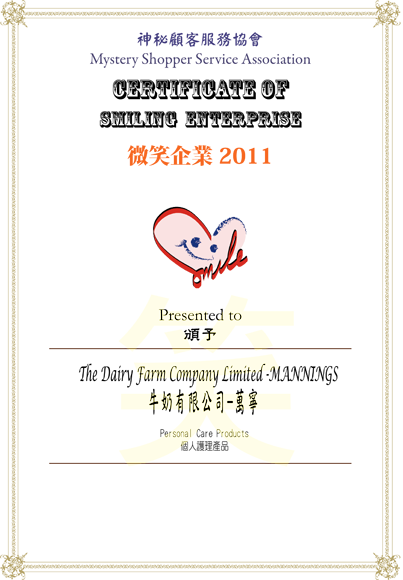 神秘顧客服務協會
Mystery Shopper Service Association
CERTIFICATE OF
SMILING ENTERPRISE
微笑企業 2011
Smile
Presented to
頒予
The Dairy Farm Company Limited -MANNINGS
牛奶有限公司-萬寧
Personal Care Products
個人護理產品
笑